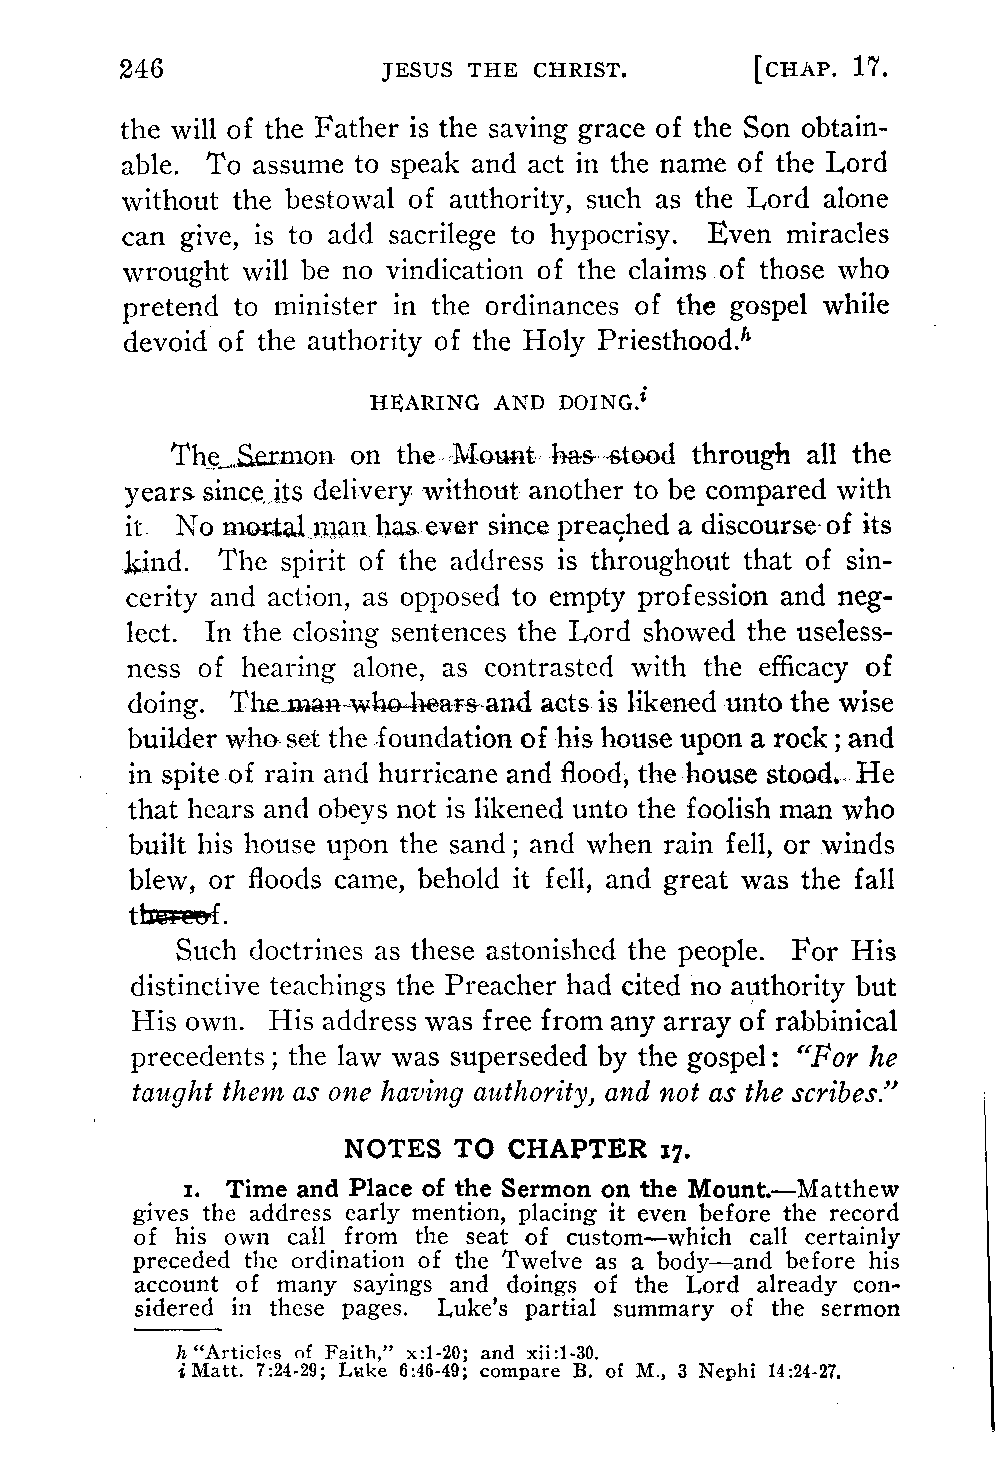 246 JESUS THE CHRIST. [CHAP. 17.
the will of the Father is the saving grace of the Son obtain-
able. To assume to speak and act in the name of the Lord
without the bestowal of authority, such as the Lord alone
can give, is to add sacrilege to hypocrisy. Even miracles
wrought will be no vindication of the claims of those who
pretend to minister in the ordinances of the gospel while
devoid of the authority of the Holy Priesthood.h
HEARING AND DOING.i
The Sermon on the Mount has stood through all the
years since its delivery without another to be compared with
it. No mortal man has ever since preached a discourse of its
kind. The spirit of the address is throughout that of sin-
cerity and action, as opposed to empty profession and neg-
lect. In the closing sentences the Lord showed the useless-
ness of hearing alone, as contrasted with the efficacy of
doing. The man who hears and acts is likened unto the wise
builder who set the foundation of his house upon a rock; and
in spite of rain and hurricane and flood, the house stood. He
that hears and obeys not is likened unto the foolish man who
built his house upon the sand; and when rain fell, or winds
blew, or floods came, behold it fell, and great was the fall
thereof.
Such doctrines as these astonished the people. For His
distinctive teachings the Preacher had cited no authority but
His own. His address was free from any array of rabbinical
precedents; the law was superseded by the gospel: "For he
taught them as one having authority, and not as the scribes."
NOTES TO CHAPTER 17.
1. Time and Place of the Sermon on the Mount.—Matthew
gives the address early mention, placing it even before the record
of his own call from the seat of custom—which call certainly
preceded the ordination of the Twelve as a body—and before his
account of many sayings and doings of the Lord already con-
sidered in these pages. Luke's partial summary of the sermon
h "Articles of Faith," x:1-20; and xii:1-30.
i Matt. 7:24-29; Luke 6:46-49; compare B. of M., 3 Nephi 14:24-27.